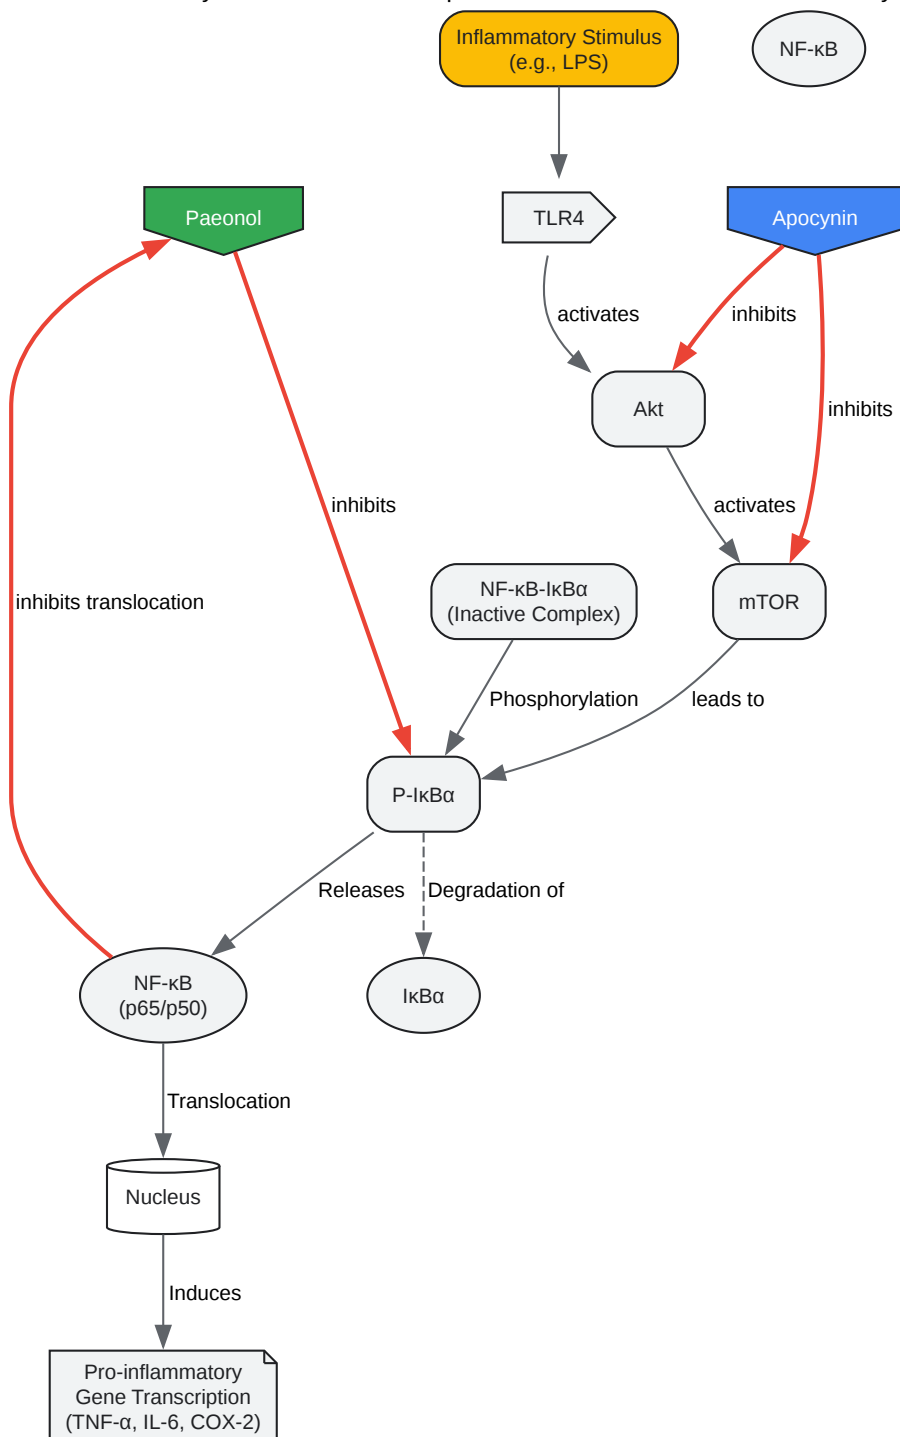 Inflammatory Stimulus
(e.g., LPS)
NF-κB
Paeonol
TLR4
Apocynin
activates
inhibits
Akt
inhibits
inhibits
activates
NF-κB-IκBα
(Inactive Complex)
mTOR
inhibits translocation
Phosphorylation
leads to
P-IκBα
Releases
Degradation of
NF-κB
(p65/p50)
IκBα
Translocation
Nucleus
Induces
Pro-inflammatory
Gene Transcription
(TNF-α, IL-6, COX-2)